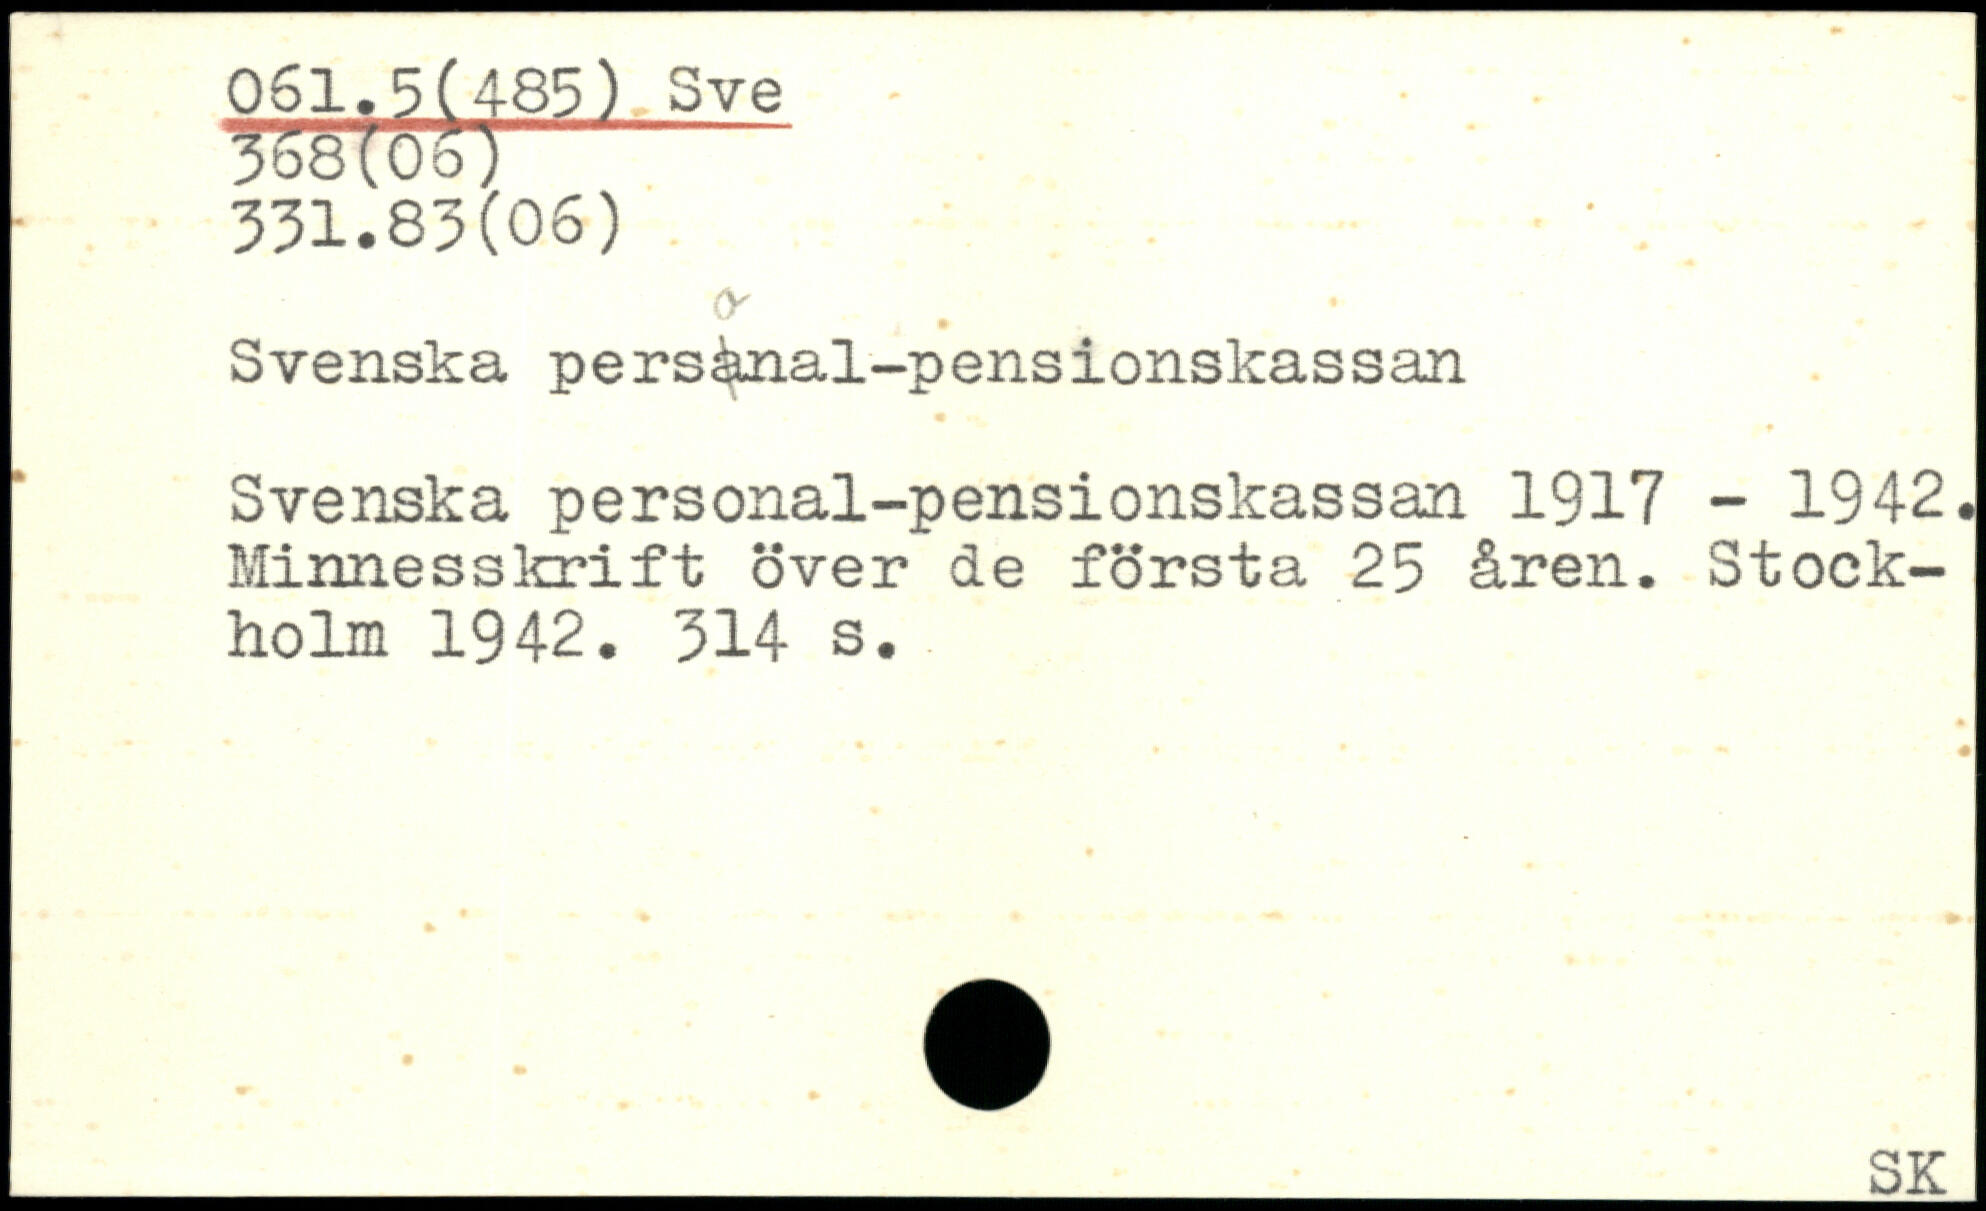 061.5(485) Sve
368(06)
331.83(06)
o
Svenska persanal-pensionskassan
Svenska personal-pensionskassan 1917 - 1942.
Minnesskrift över de första 25 åren. Stock-
holm 1942. 314 s.
SK